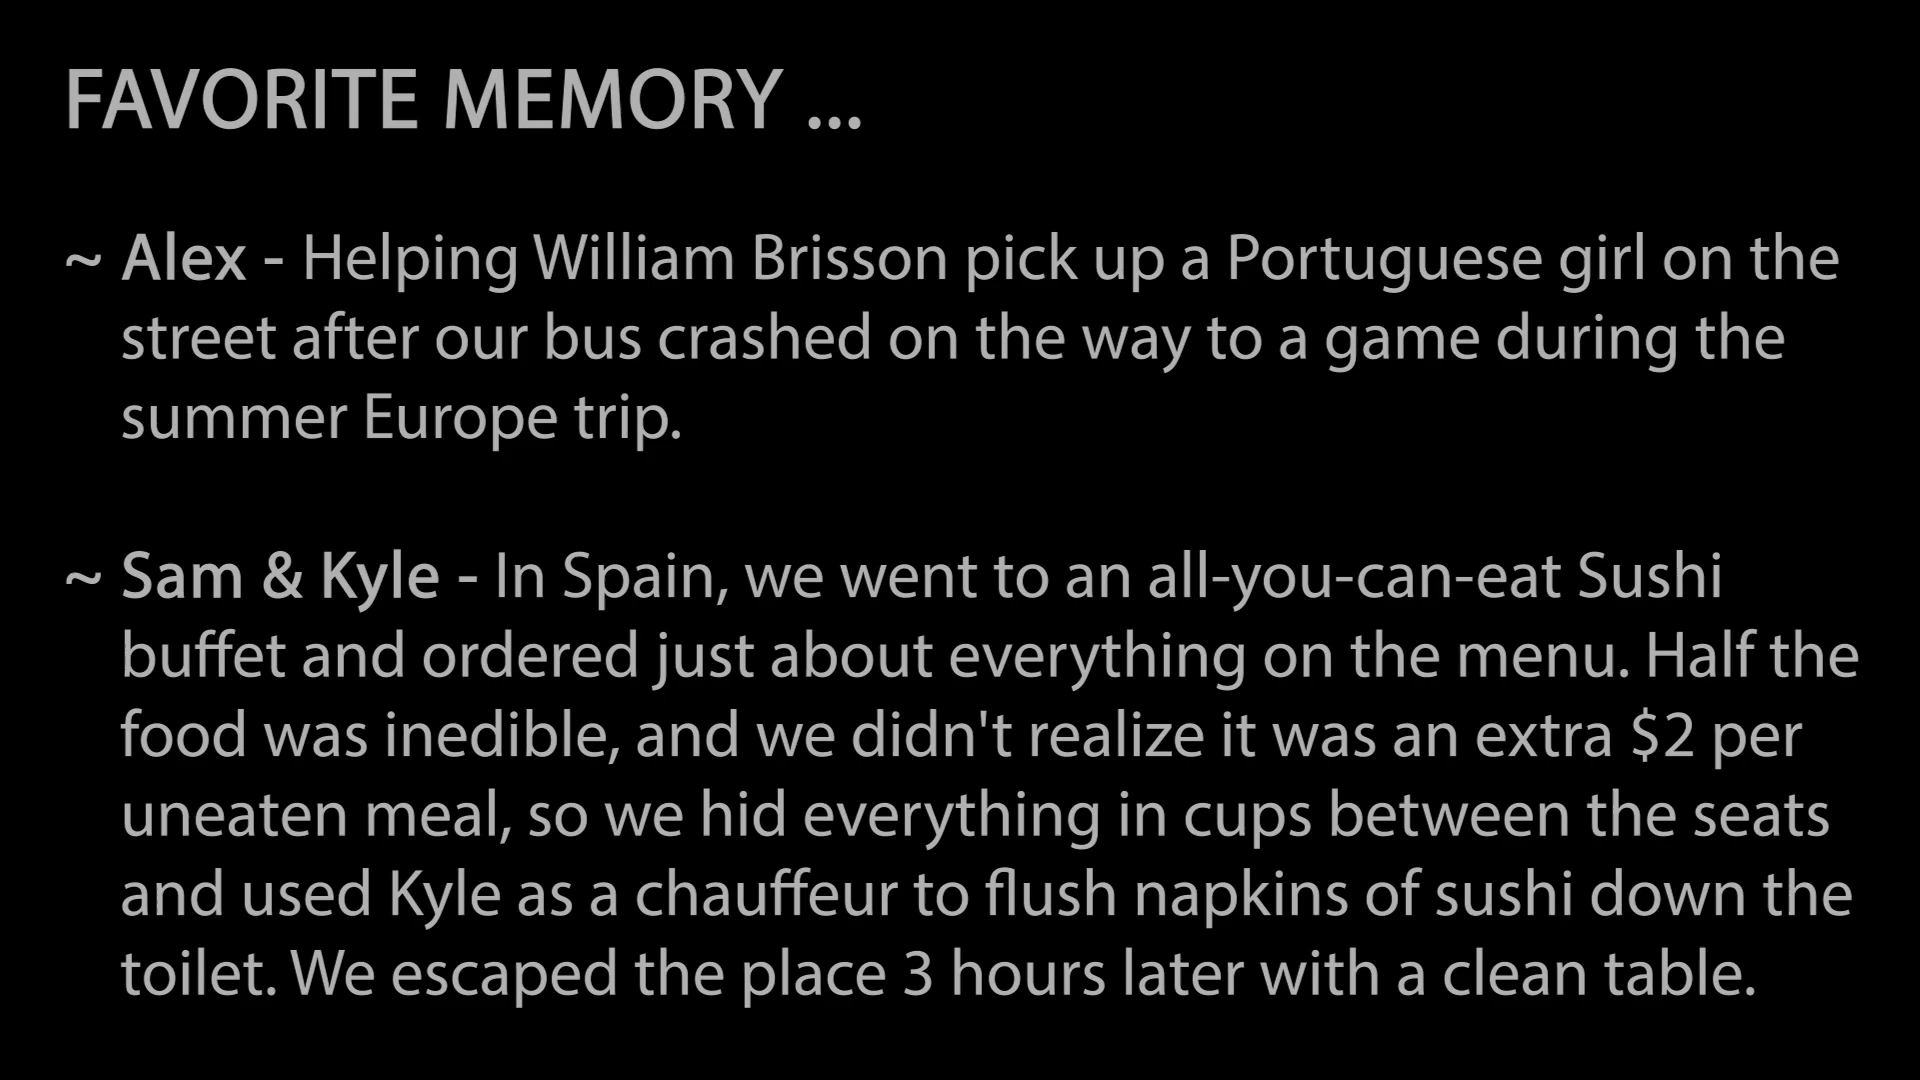 FAVORITE MEMORY ...
~ Alex - Helping William Brisson pick up a Portuguese girl on the
street after our bus crashed on the way to a game during the
summer Europe trip.
~ Sam & Kyle - In Spain, we went to an all-you-can-eat Sushi
buffet and ordered just about everything on the menu. Half the
food was inedible, and we didn't realize it was an extra $2 per
uneaten meal, so we hid everything in cups between the seats
and used Kyle as a chauffeur to flush napkins of sushi down the
toilet. We escaped the place 3 hours later with a clean table.